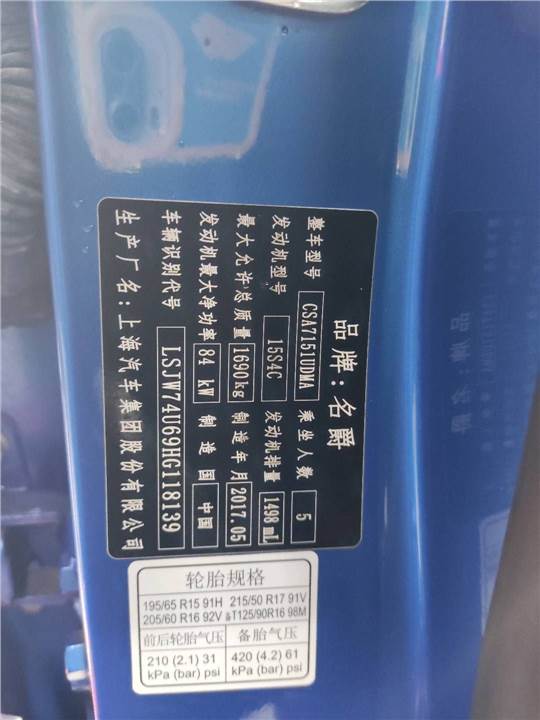 品牌：名爵
整车型号 CSA7151UDMA 乘坐人数 5
发动机型号 15S4C 发动机排量 1498 mL
最大允许总质量 1690 kg 制造年月 2017.05
发动机最大净功率 84 kW 制造国 中国
车辆识别代号 LSJW74U69HG118139
生产厂名：上海汽车集团股份有限公司
轮胎规格
195/65 R15 91H 215/50 R17 91V
205/60 R16 92V 备T125/90R16 98M
前后轮胎气压 备胎气压
210 (2.1) 31 420 (4.2) 61
kPa (bar) psi kPa (bar) psi